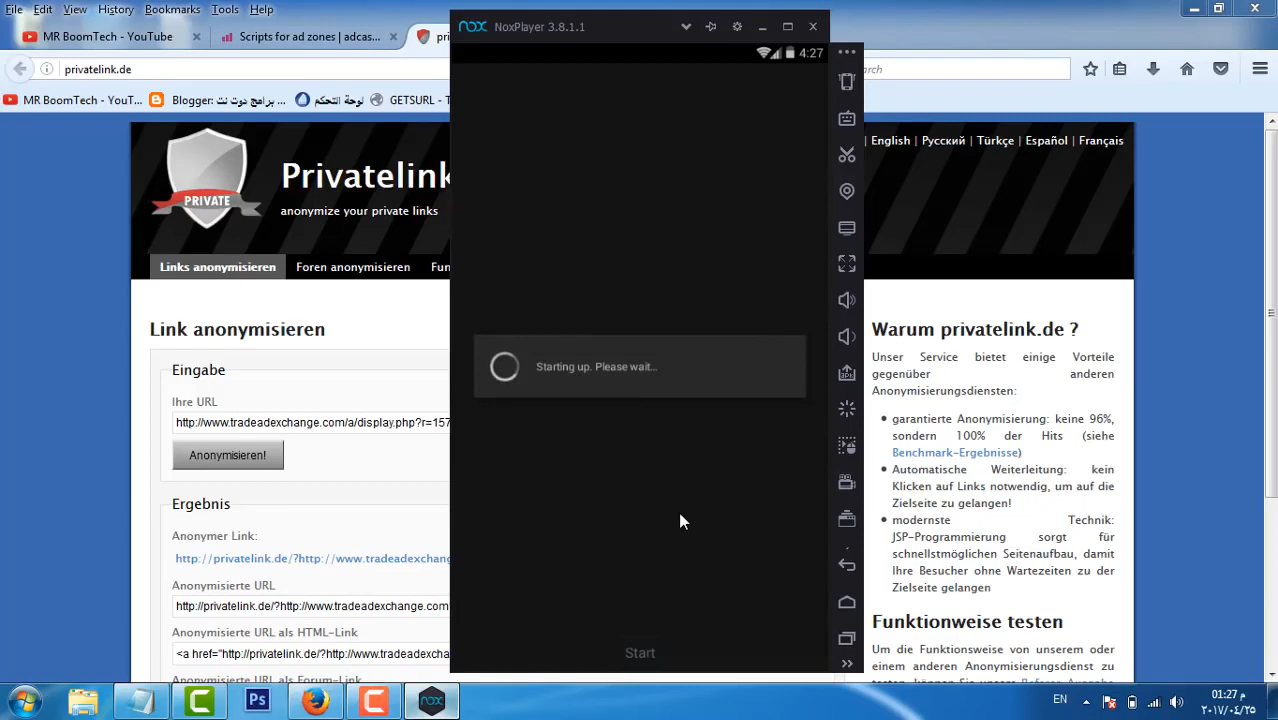 File Edit View History Bookmarks Tools Help
nox NoxPlayer 3.8.1.1
MR BoomTech - YouTube
Scripts for ad zones | adcas
privatelink.de
MR BoomTech - YouT...
Blogger: برامج دوت نت ...
لوحة التحكم
GETSURL - T
4:27
English | Русский | Türkçe | Español | Français
PRIVATE
Privatelink
anonymize your private links
Links anonymisieren
Foren anonymisieren
Link anonymisieren
Eingabe
Ihre URL
http://www.tradeadexchange.com/a/display.php?r=157
Anonymisieren!
Ergebnis
Anonymer Link:
http://privatelink.de/?http://www.tradeadexchang
Anonymisierte URL
http://privatelink.de/?http://www.tradeadexchange.com
Anonymisierte URL als HTML-Link
<a href="http://privatelink.de/?http://www.tradeadexcha
Anonymisierte URL als Forum-Link
Starting up. Please wait...
Start
Warum privatelink.de ?
Unser Service bietet einige Vorteile
gegenüber anderen
Anonymisierungsdiensten:
garantierte Anonymisierung: keine 96%,
sondern 100% der Hits (siehe
Benchmark-Ergebnisse)
Automatische Weiterleitung: kein
Klicken auf Links notwendig, um auf die
Zielseite zu gelangen!
modernste Technik:
JSP-Programmierung sorgt für
schnellstmöglichen Seitenaufbau, damit
Ihre Besucher ohne Wartezeiten zu der
Zielseite gelangen
Funktionweise testen
Um die Funktionsweise von unserem oder
einem anderen Anonymisierungsdienst zu
Ps
nox
EN
01:27 م
٢٠١٧/٠٤/٢٥